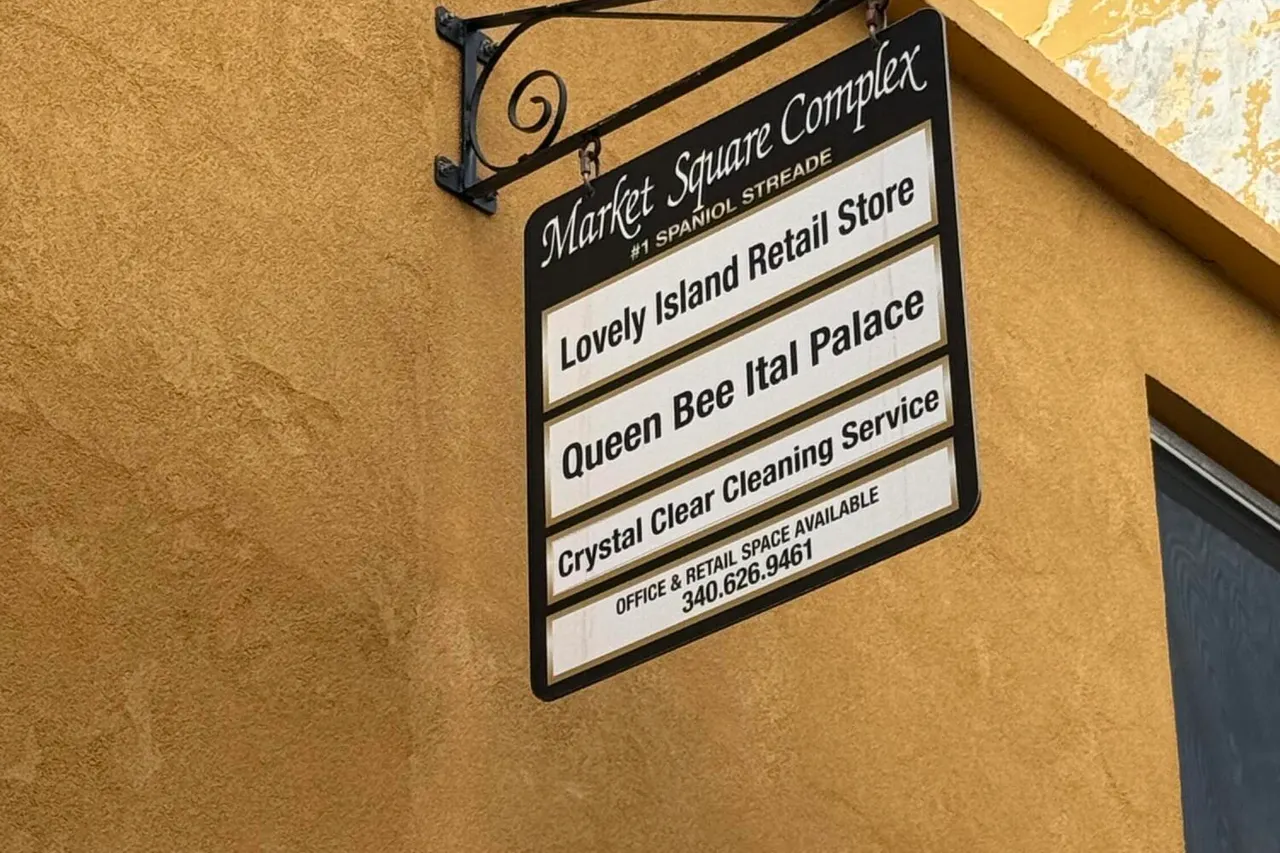 Market Square Complex
#1 SPANIOL STREADE
Lovely Island Retail Store
Queen Bee Ital Palace
Crystal Clear Cleaning Service
OFFICE & RETAIL SPACE AVAILABLE
340.626.9461